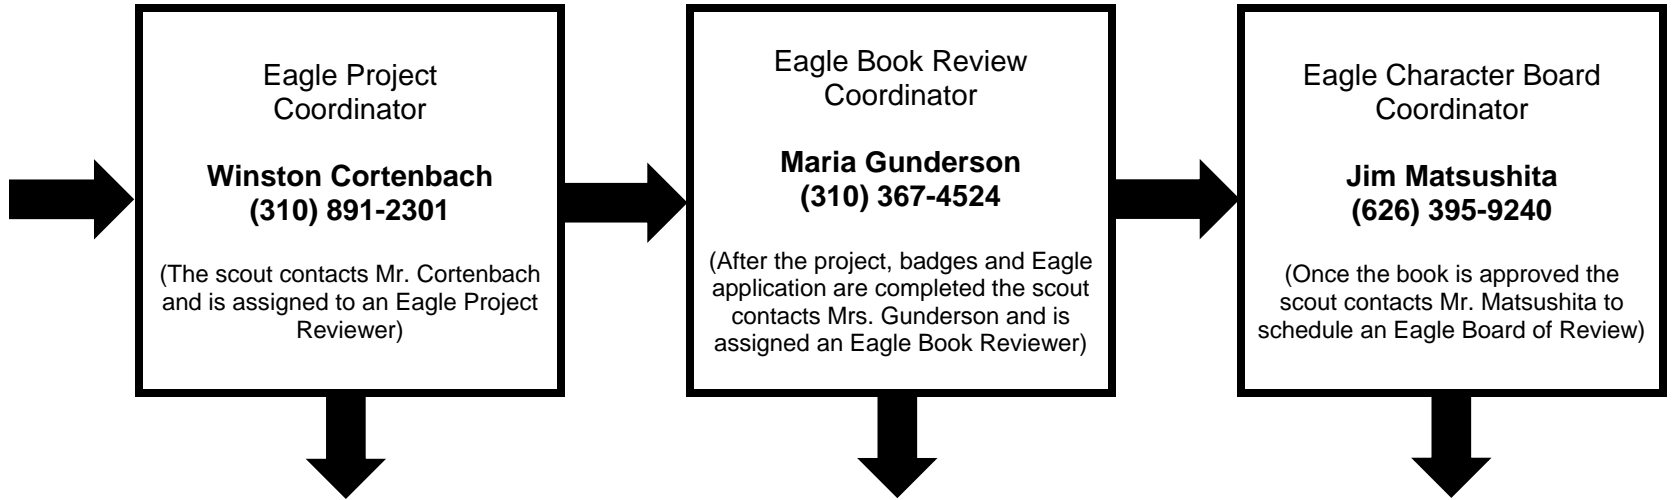 Eagle Project
Coordinator
Winston Cortenbach
(310) 891-2301
(The scout contacts Mr. Cortenbach
and is assigned to an Eagle Project
Reviewer)
Eagle Book Review
Coordinator
Maria Gunderson
(310) 367-4524
(After the project, badges and Eagle
application are completed the scout
contacts Mrs. Gunderson and is
assigned an Eagle Book Reviewer)
Eagle Character Board
Coordinator
Jim Matsushita
(626) 395-9240
(Once the book is approved the
scout contacts Mr. Matsushita to
schedule an Eagle Board of Review)